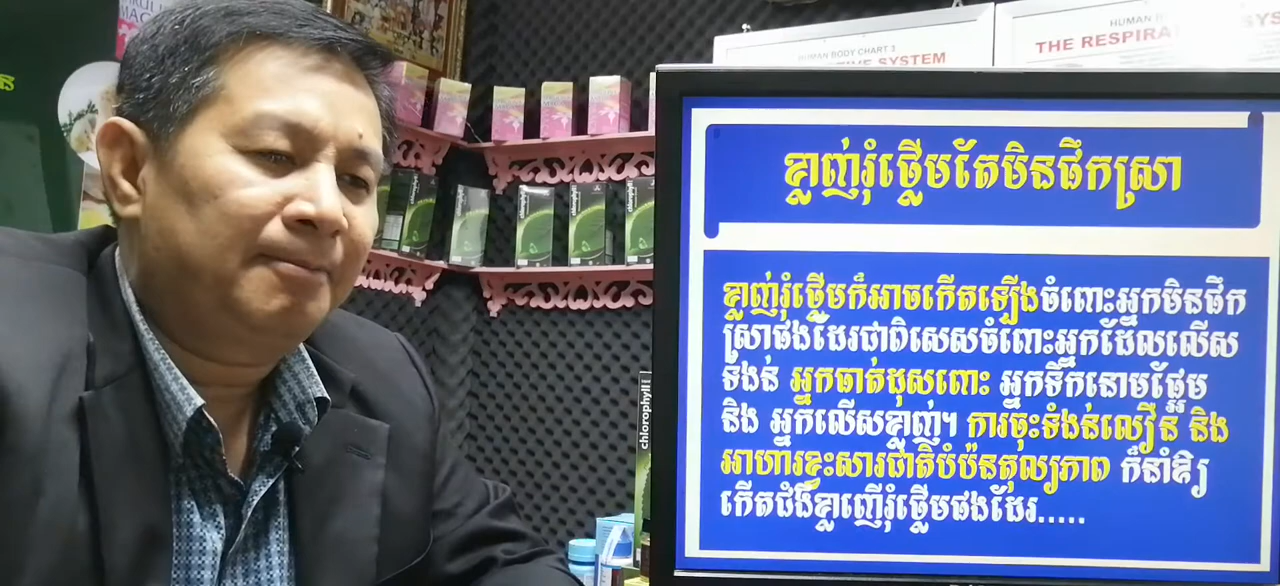 HUMAN BODY CHART 3
SYSTEM
THE RESPIRA
ខ្លាញ់រុំថ្លើមតែមិនផឹកស្រា
ខ្លាញ់រុំថ្លើមក៏អាចកើតឡើងចំពោះអ្នកមិនផឹក
ស្រាផងដែរជាពិសេសចំពោះអ្នកដែលលើស
ទំងន់ អ្នកធាត់ដុសពោះ អ្នកទឹកនោមផ្អែម
និង អ្នកលើសខ្លាញ់។ ការចុះទំងន់លឿន និង
អាហារខ្វះសារជាតិបំប៉នតុល្យភាព ក៏នាំឱ្យ
កើតជំងឺខ្លាញើរុំថ្លើមផងដែរ.....
chlorophyll
chlorophyll
chlorophyll